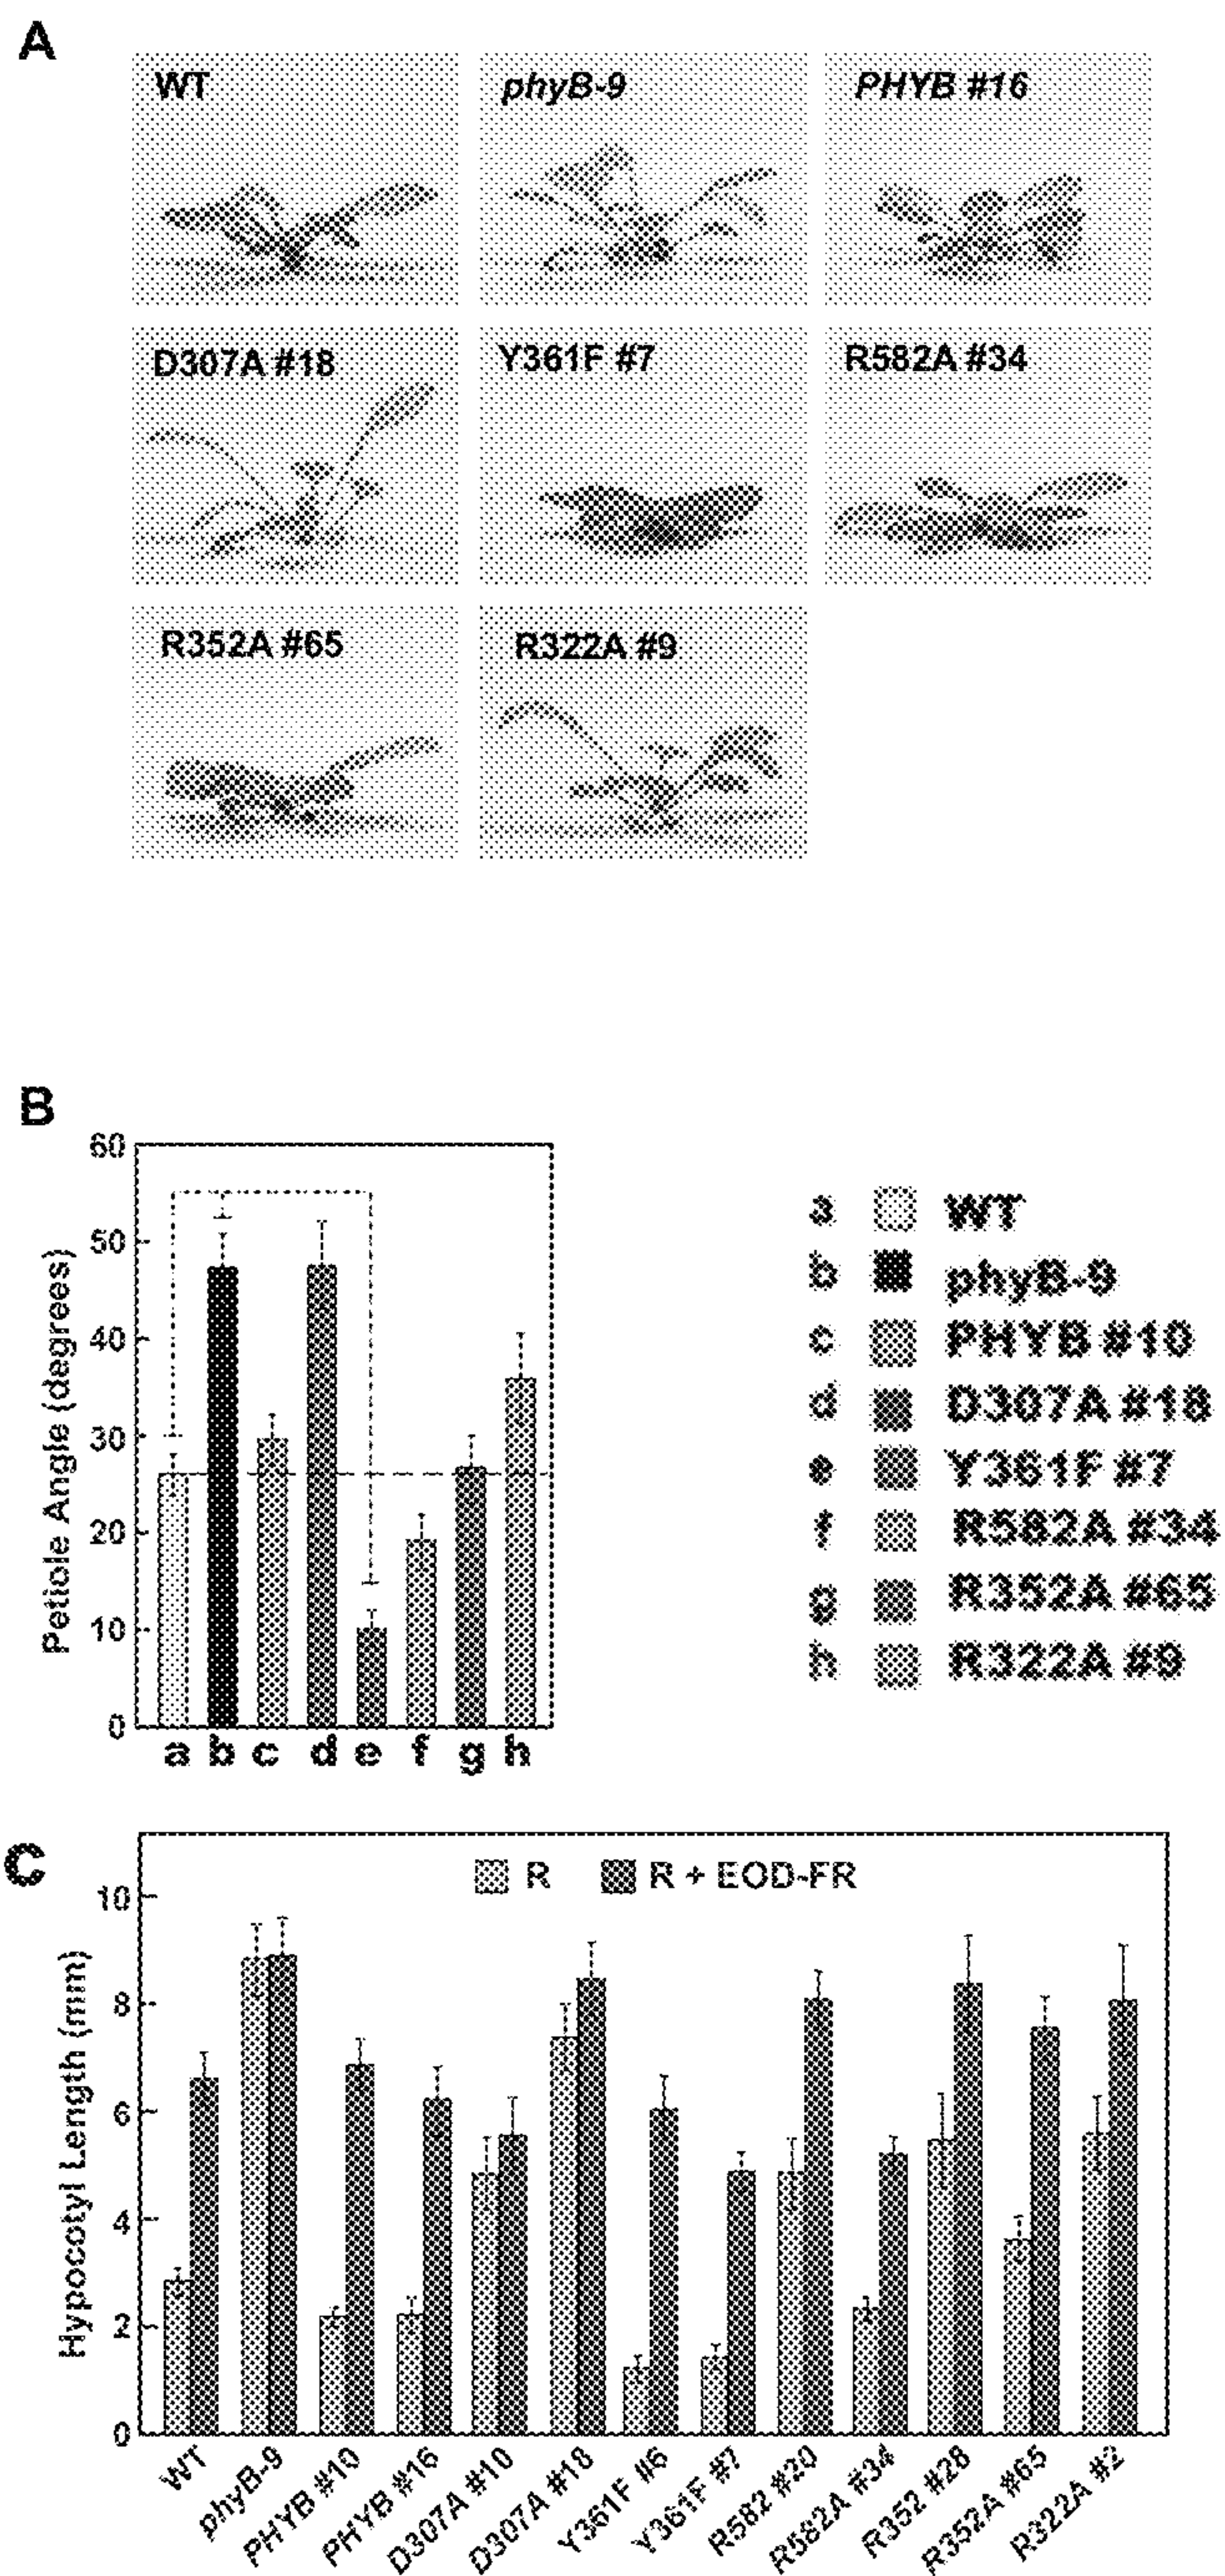 A
WT
phyB-9
PHYB #16
D307A #18
Y361F #7
R582A #34
R352A #65
R322A #9
B
60
50
40
30
20
10
0
Petiole Angle (degrees)
a b c d e f g h
a WT
b phyB-9
c PHYB #10
d D307A #18
e Y361F #7
f R582A #34
g R352A #65
h R322A #9
C
R R + EOD-FR
10
8
6
4
2
0
Hypocotyl Length (mm)
WT
phyB-9
PHYB #10
PHYB #16
D307A #10
D307A #18
Y361F #6
Y361F #7
R582 #20
R582A #34
R352 #28
R352A #65
R322A #2